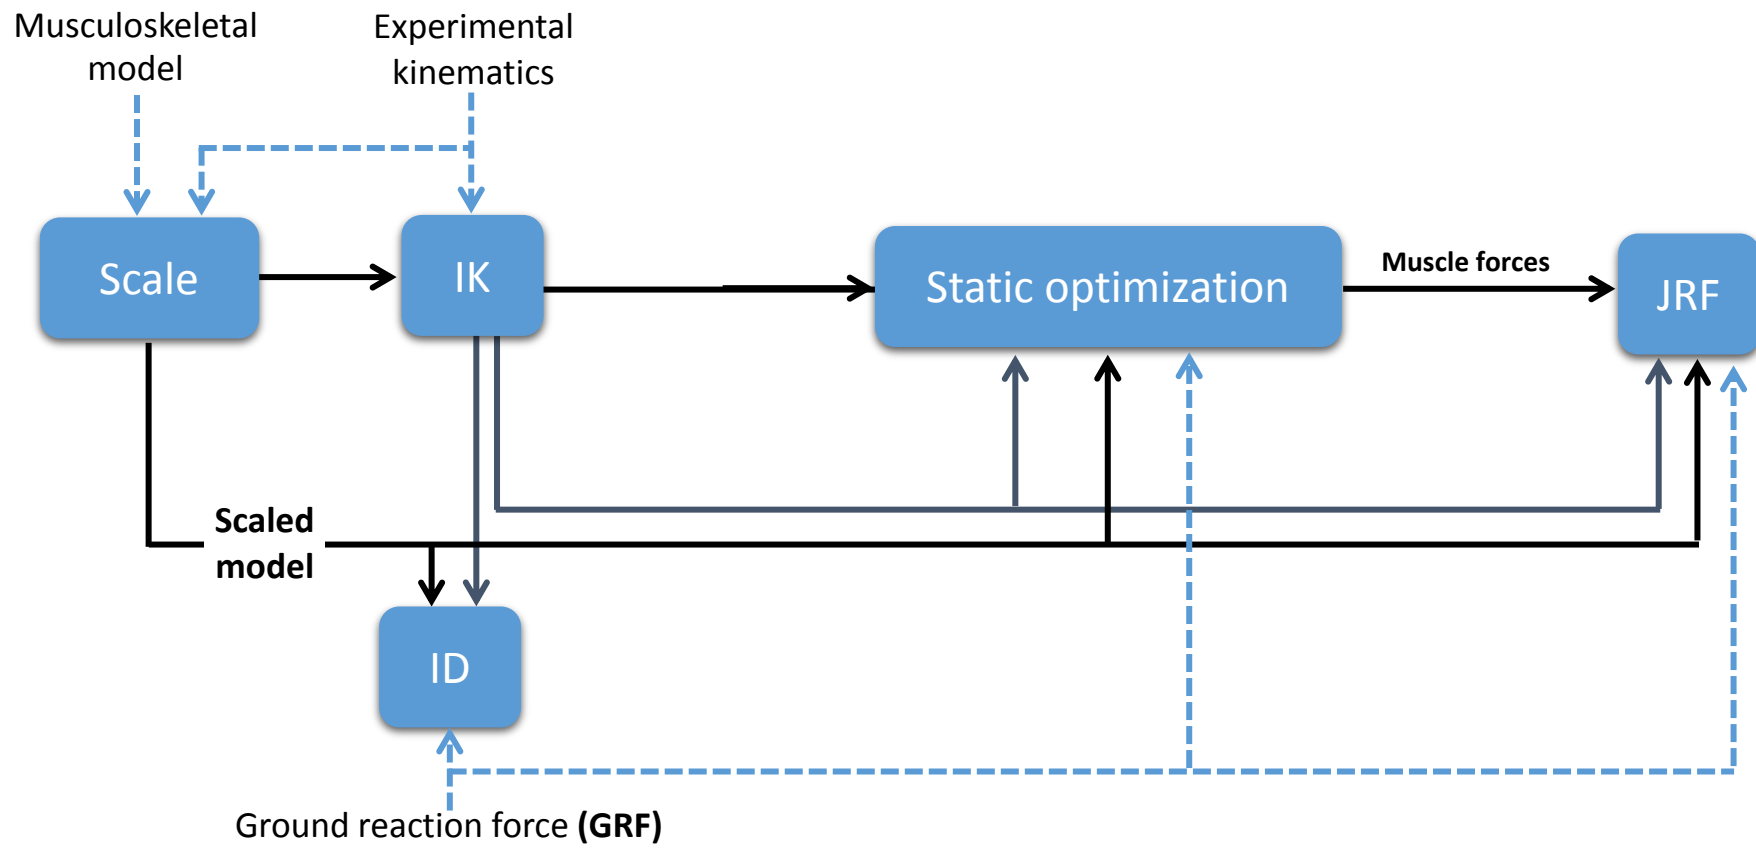 Musculoskeletal
model
Experimental
kinematics
Scale
IK
Static optimization
Muscle forces
JRF
Scaled
model
ID
Ground reaction force (GRF)